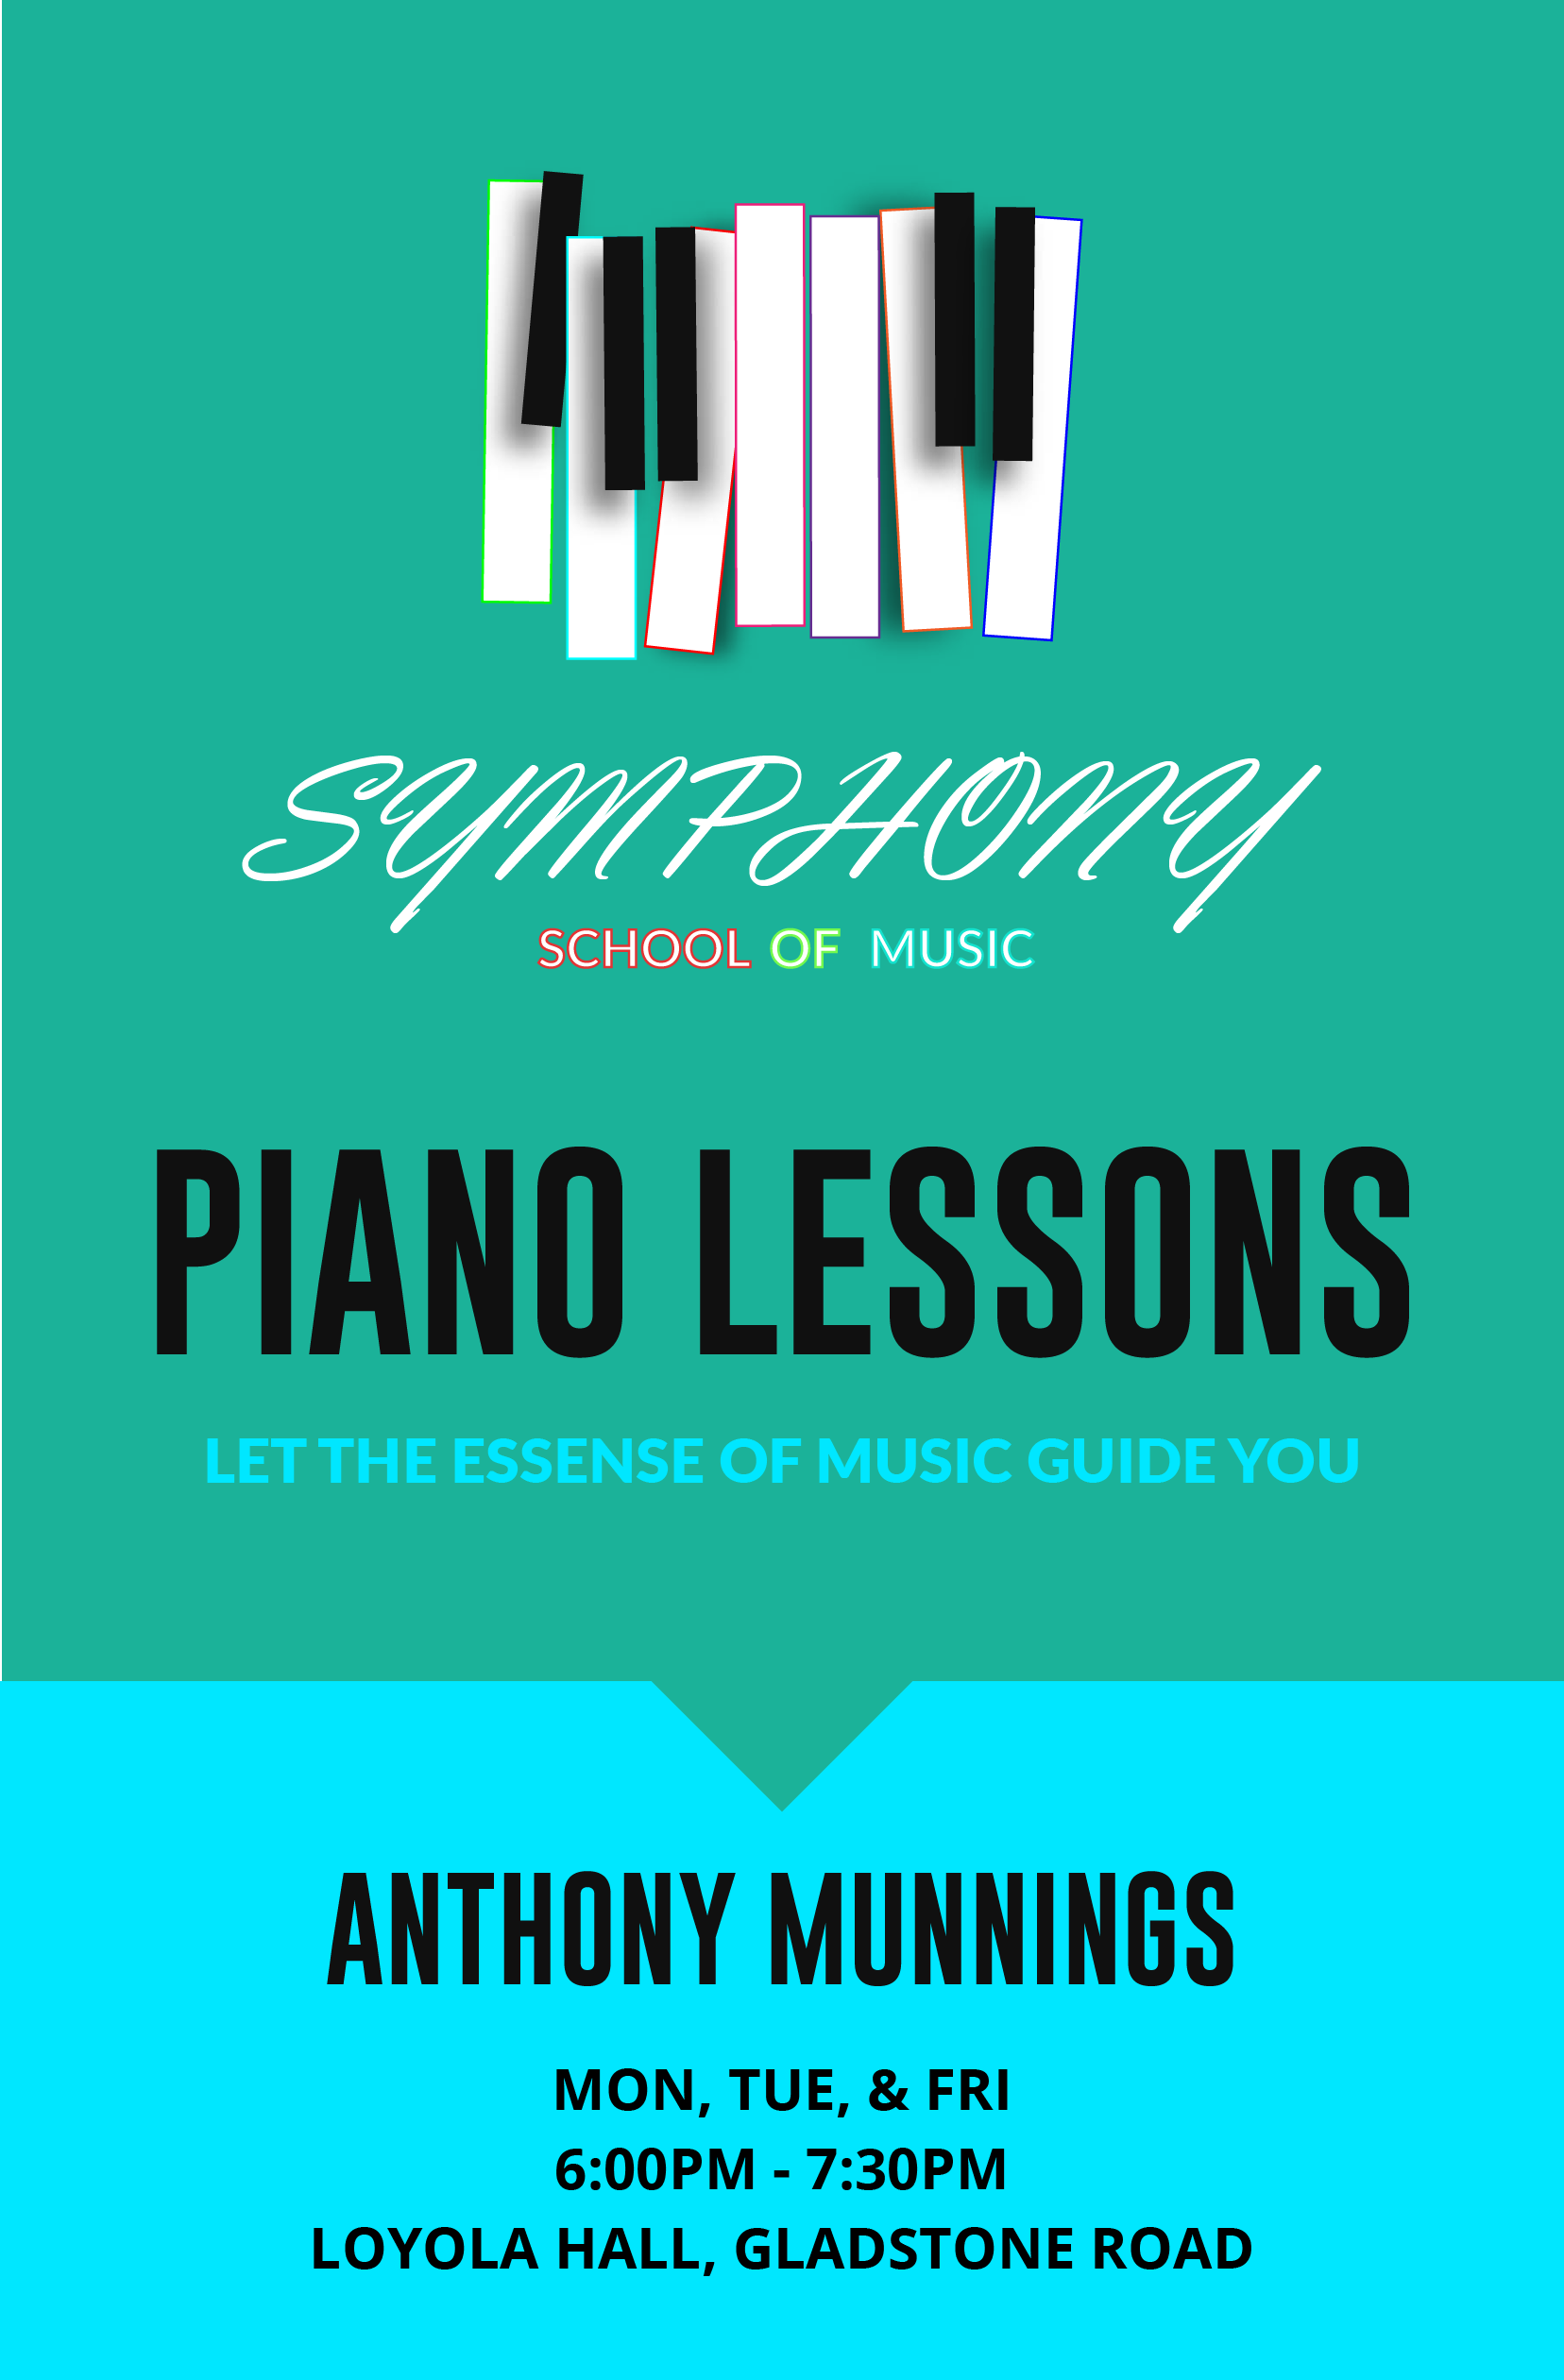 SYMPHONY
SCHOOL OF MUSIC
PIANO LESSONS
LET THE ESSENSE OF MUSIC GUIDE YOU
ANTHONY MUNNINGS
MON, TUE, & FRI
6:00PM - 7:30PM
LOYOLA HALL, GLADSTONE ROAD